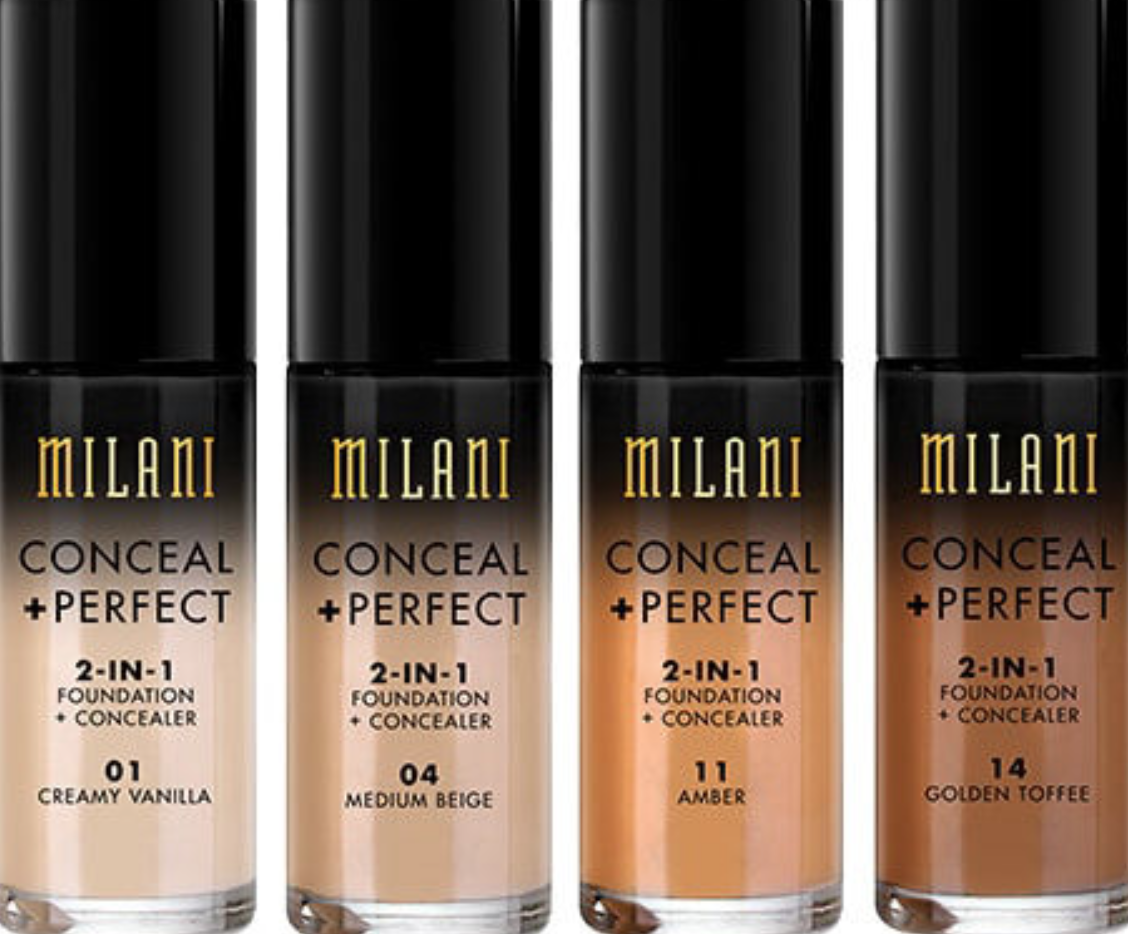 MILANI
CONCEAL
+PERFECT
2-IN-1
FOUNDATION
+ CONCEALER
01
CREAMY VANILLA
MILANI
CONCEAL
+PERFECT
2-IN-1
FOUNDATION
+ CONCEALER
04
MEDIUM BEIGE
MILANI
CONCEAL
+PERFECT
2-IN-1
FOUNDATION
+ CONCEALER
11
AMBER
MILANI
CONCEAL
+PERFECT
2-IN-1
FOUNDATION
+ CONCEALER
14
GOLDEN TOFFEE